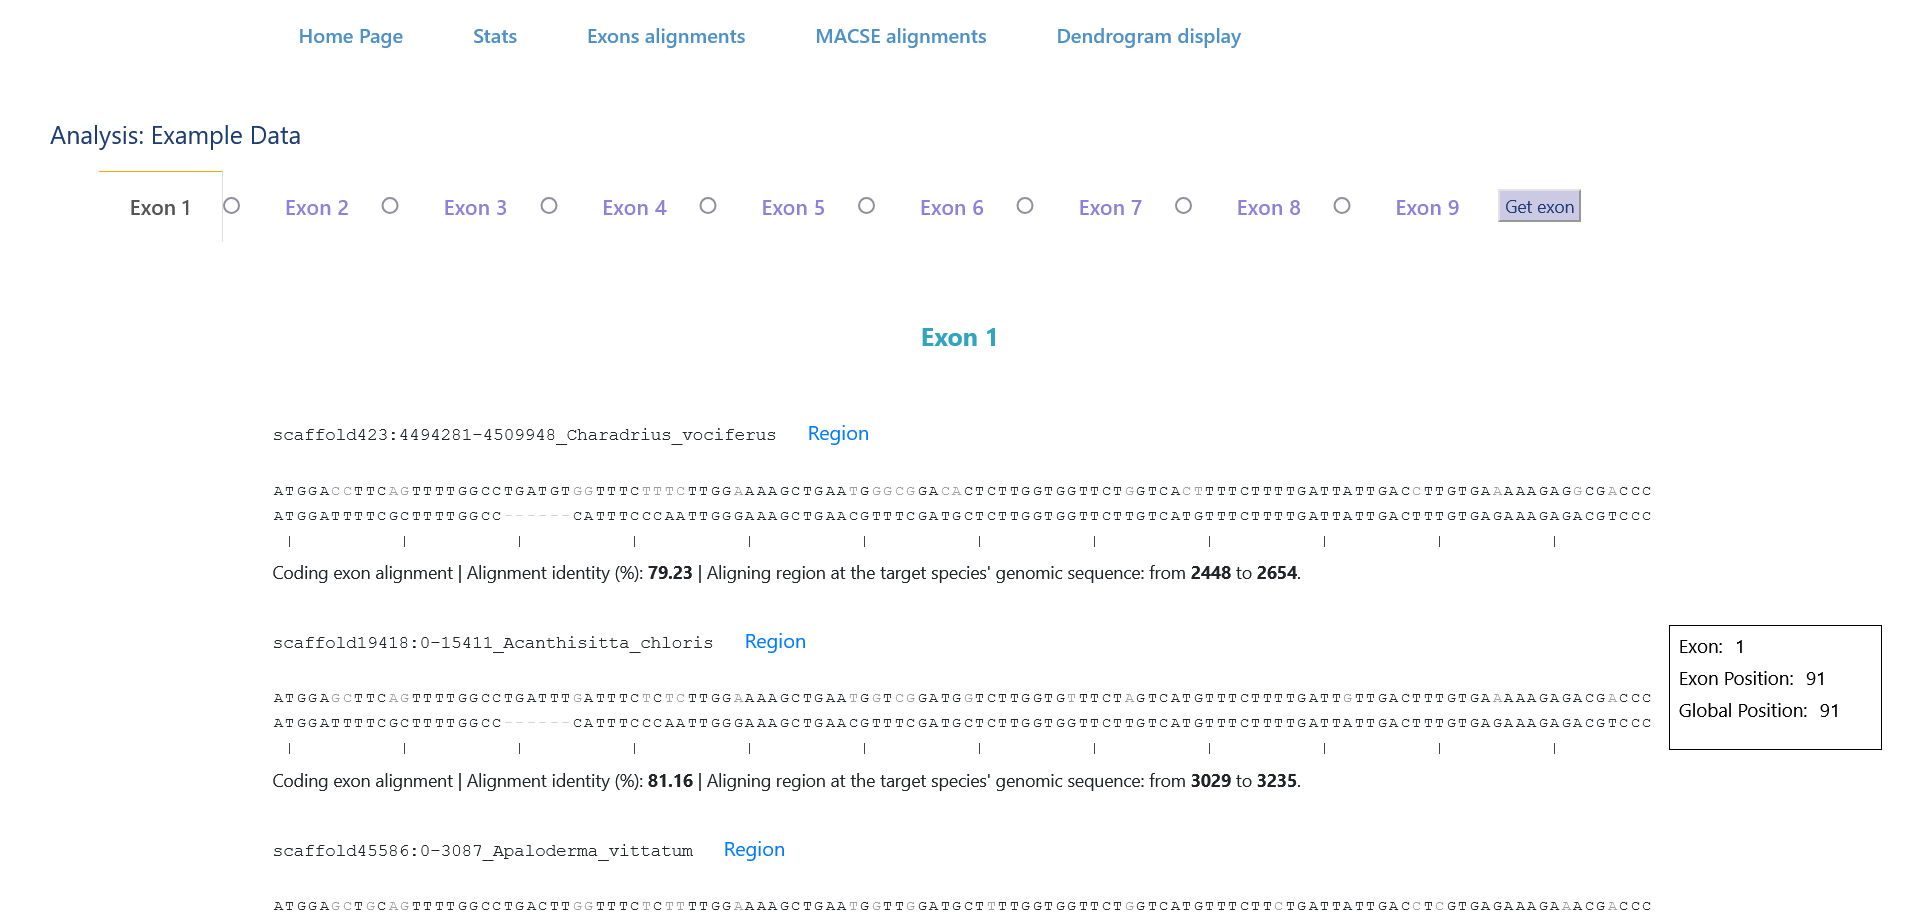 Home Page Stats Exons alignments MACSE alignments Dendrogram display
Analysis: Example Data
Exon 1 Exon 2 Exon 3 Exon 4 Exon 5 Exon 6 Exon 7 Exon 8 Exon 9 Get exon
Exon 1
scaffold423:4494281-4509948_Charadrius_vociferus Region
ATGGACCTTCAGTTTTGGCCTGATGTGGTTTCTTTCTTGGAAAAGCTGAATGGGCGGACACTCTTGGTGGTTCTGGTCACTTTTCTTTTGATTATTGACCTTGTGAAAAAGAGGCGACCC
ATGGATTTTCGCTTTTGGCC------CATTTCCCAATTGGGAAAGCTGAACGTTTCGATGCTCTTGGTGGTTCTTGTCATGTTTCTTTTGATTATTGACTTTGTGAGAAAGAGACGTCCC
| | | | | | | | | | | |
Coding exon alignment | Alignment identity (%): 79.23 | Aligning region at the target species' genomic sequence: from 2448 to 2654.
scaffold19418:0-15411_Acanthisitta_chloris Region
ATGGAGCTTCAGTTTTGGCCTGATTTGATTTCTCTCTTGGAAAAGCTGAATGGTCGGATGGTCTTGGTGTTTCTAGTCATGTTTCTTTTGATTGTTGACTTTGTGAAAAAGAGACGACCC
ATGGATTTTCGCTTTTGGCC------CATTTCCCAATTGGGAAAGCTGAACGTTTCGATGCTCTTGGTGGTTCTTGTCATGTTTCTTTTGATTATTGACTTTGTGAGAAAGAGACGTCCC
| | | | | | | | | | | |
Coding exon alignment | Alignment identity (%): 81.16 | Aligning region at the target species' genomic sequence: from 3029 to 3235.
Exon: 1
Exon Position: 91
Global Position: 91
scaffold45586:0-3087_Apaloderma_vittatum Region
ATGGAGCTGCAGTTTTGGCCTGACTTGGTTTCTCTTTTGGAAAAGCTGAATGGTTGGATGCTTTTGGTGGTTCTGGTCATGTTTCTTCTGATTATTGACCTCGTGAGAAAGAAACGACCC